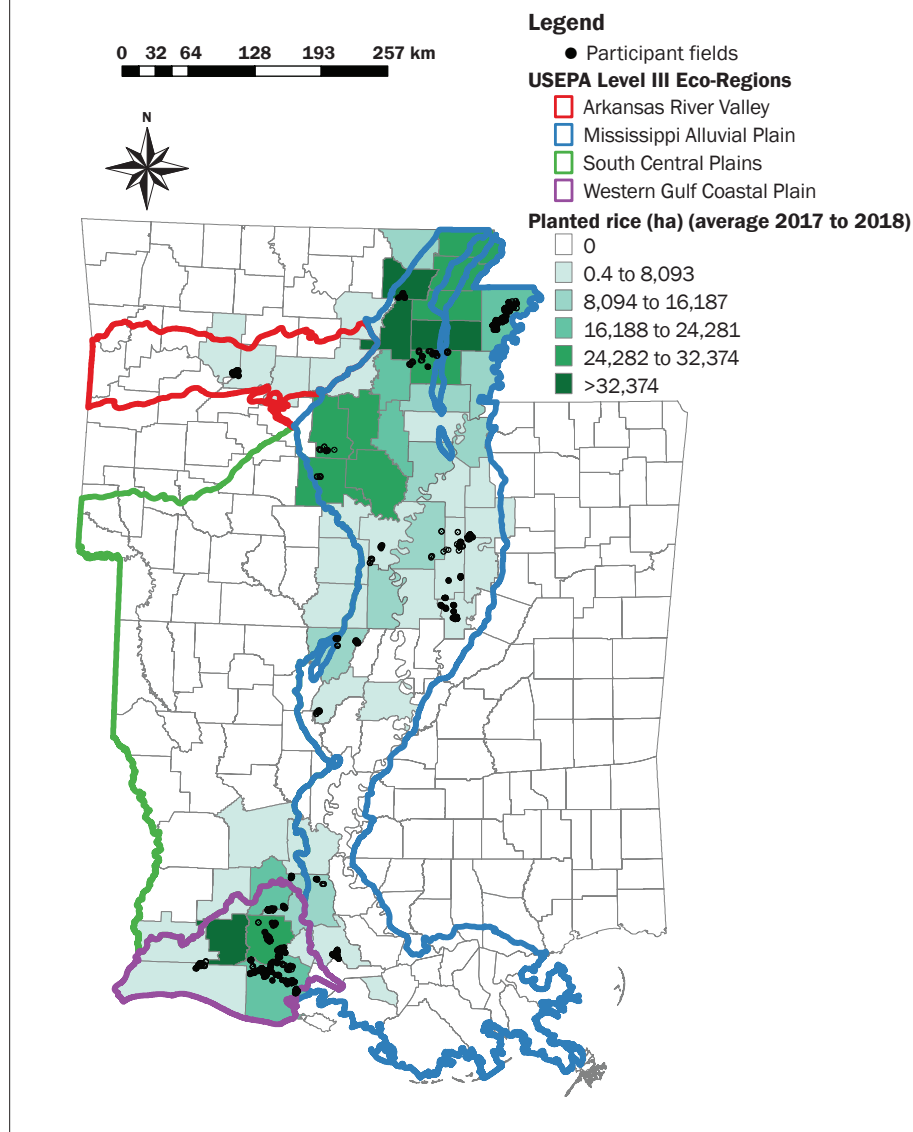 Legend
Participant fields
USEPA Level III Eco-Regions
Arkansas River Valley
Mississippi Alluvial Plain
South Central Plains
Western Gulf Coastal Plain
Planted rice (ha) (average 2017 to 2018)
0
0.4 to 8,093
8,094 to 16,187
16,188 to 24,281
24,282 to 32,374
>32,374
0 32 64 128 193 257 km
N